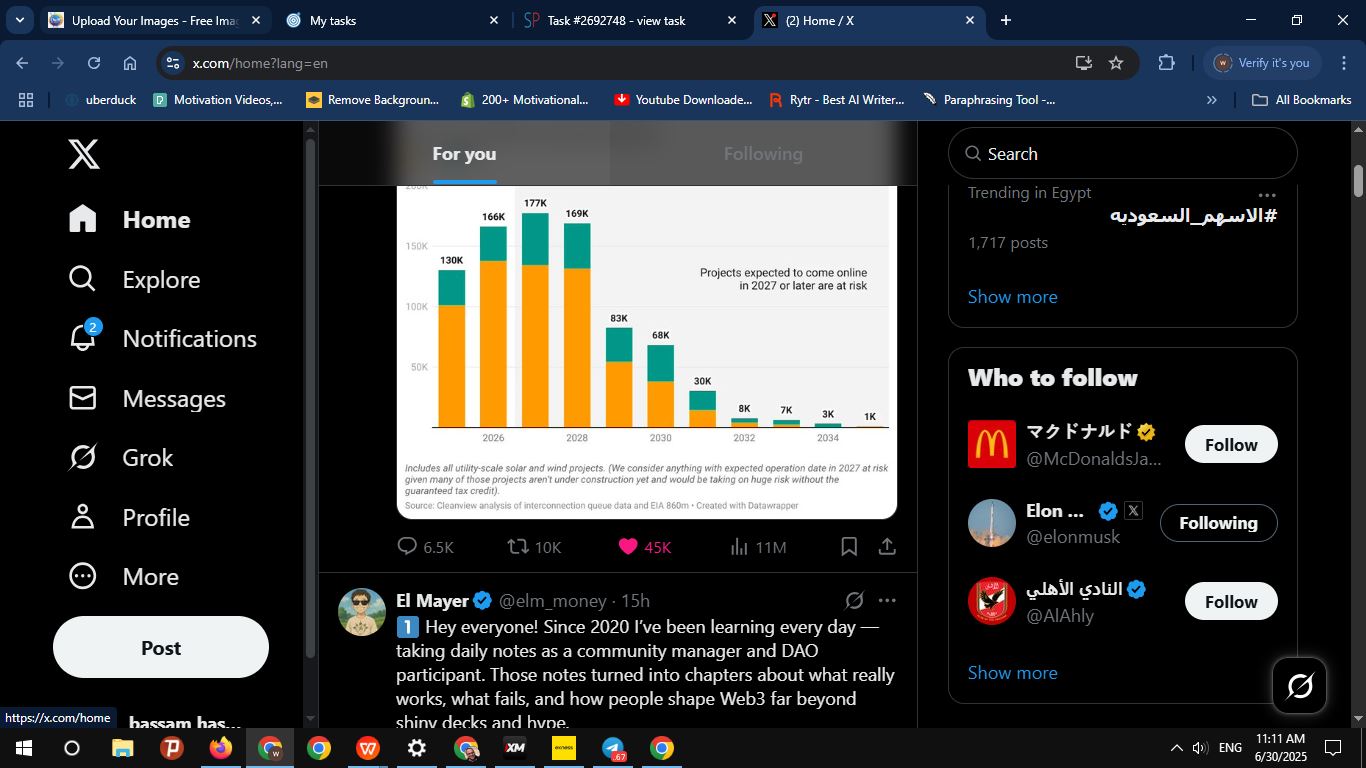 Upload Your Images - Free Imag
My tasks
SP
Task #2692748 - view task
(2) Home / X
x.com/home?lang=en
Verify it's you
uberduck
Motivation Videos,...
Remove Backgroun...
200+ Motivational...
Youtube Downloade...
Rytr - Best AI Writer...
Paraphrasing Tool -...
All Bookmarks
Home
Explore
2
Notifications
Messages
Grok
Profile
More
Post
https://x.com/home
bassam has...
For you
Following
200K
150K
100K
50K
130K
166K
177K
169K
83K
68K
30K
8K
7K
3K
1K
Projects expected to come online
in 2027 or later are at risk
2026
2028
2030
2032
2034
Includes all utility-scale solar and wind projects. (We consider anything with expected operation date in 2027 at risk
given many of those projects aren't under construction yet and would be taking on huge risk without the
guaranteed tax credit).
Source: Cleanview analysis of interconnection queue data and EIA 860m • Created with Datawrapper
6.5K
10K
45K
11M
El Mayer @elm_money · 15h
1 Hey everyone! Since 2020 I've been learning every day —
taking daily notes as a community manager and DAO
participant. Those notes turned into chapters about what really
works, what fails, and how people shape Web3 far beyond
shiny decks and hype.
Search
Trending in Egypt
#الاسهم_السعوديه
1,717 posts
Show more
Who to follow
マクドナルド
@McDonaldsJa...
Follow
Elon ...
@elonmusk
Following
النادي الأهلي
@AlAhly
Follow
Show more
XM
exness
67
ENG
11:11 AM
6/30/2025